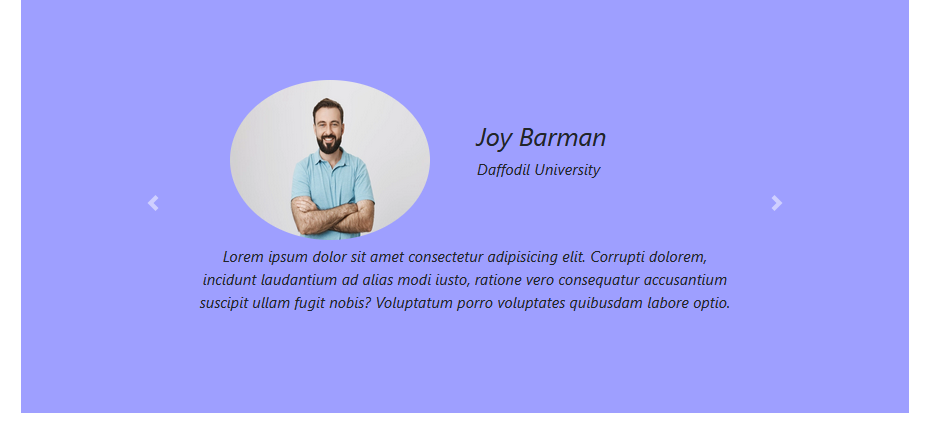 Joy Barman
Daffodil University
Lorem ipsum dolor sit amet consectetur adipisicing elit. Corrupti dolorem,
incidunt laudantium ad alias modi iusto, ratione vero consequatur accusantium
suscipit ullam fugit nobis? Voluptatum porro voluptates quibusdam labore optio.